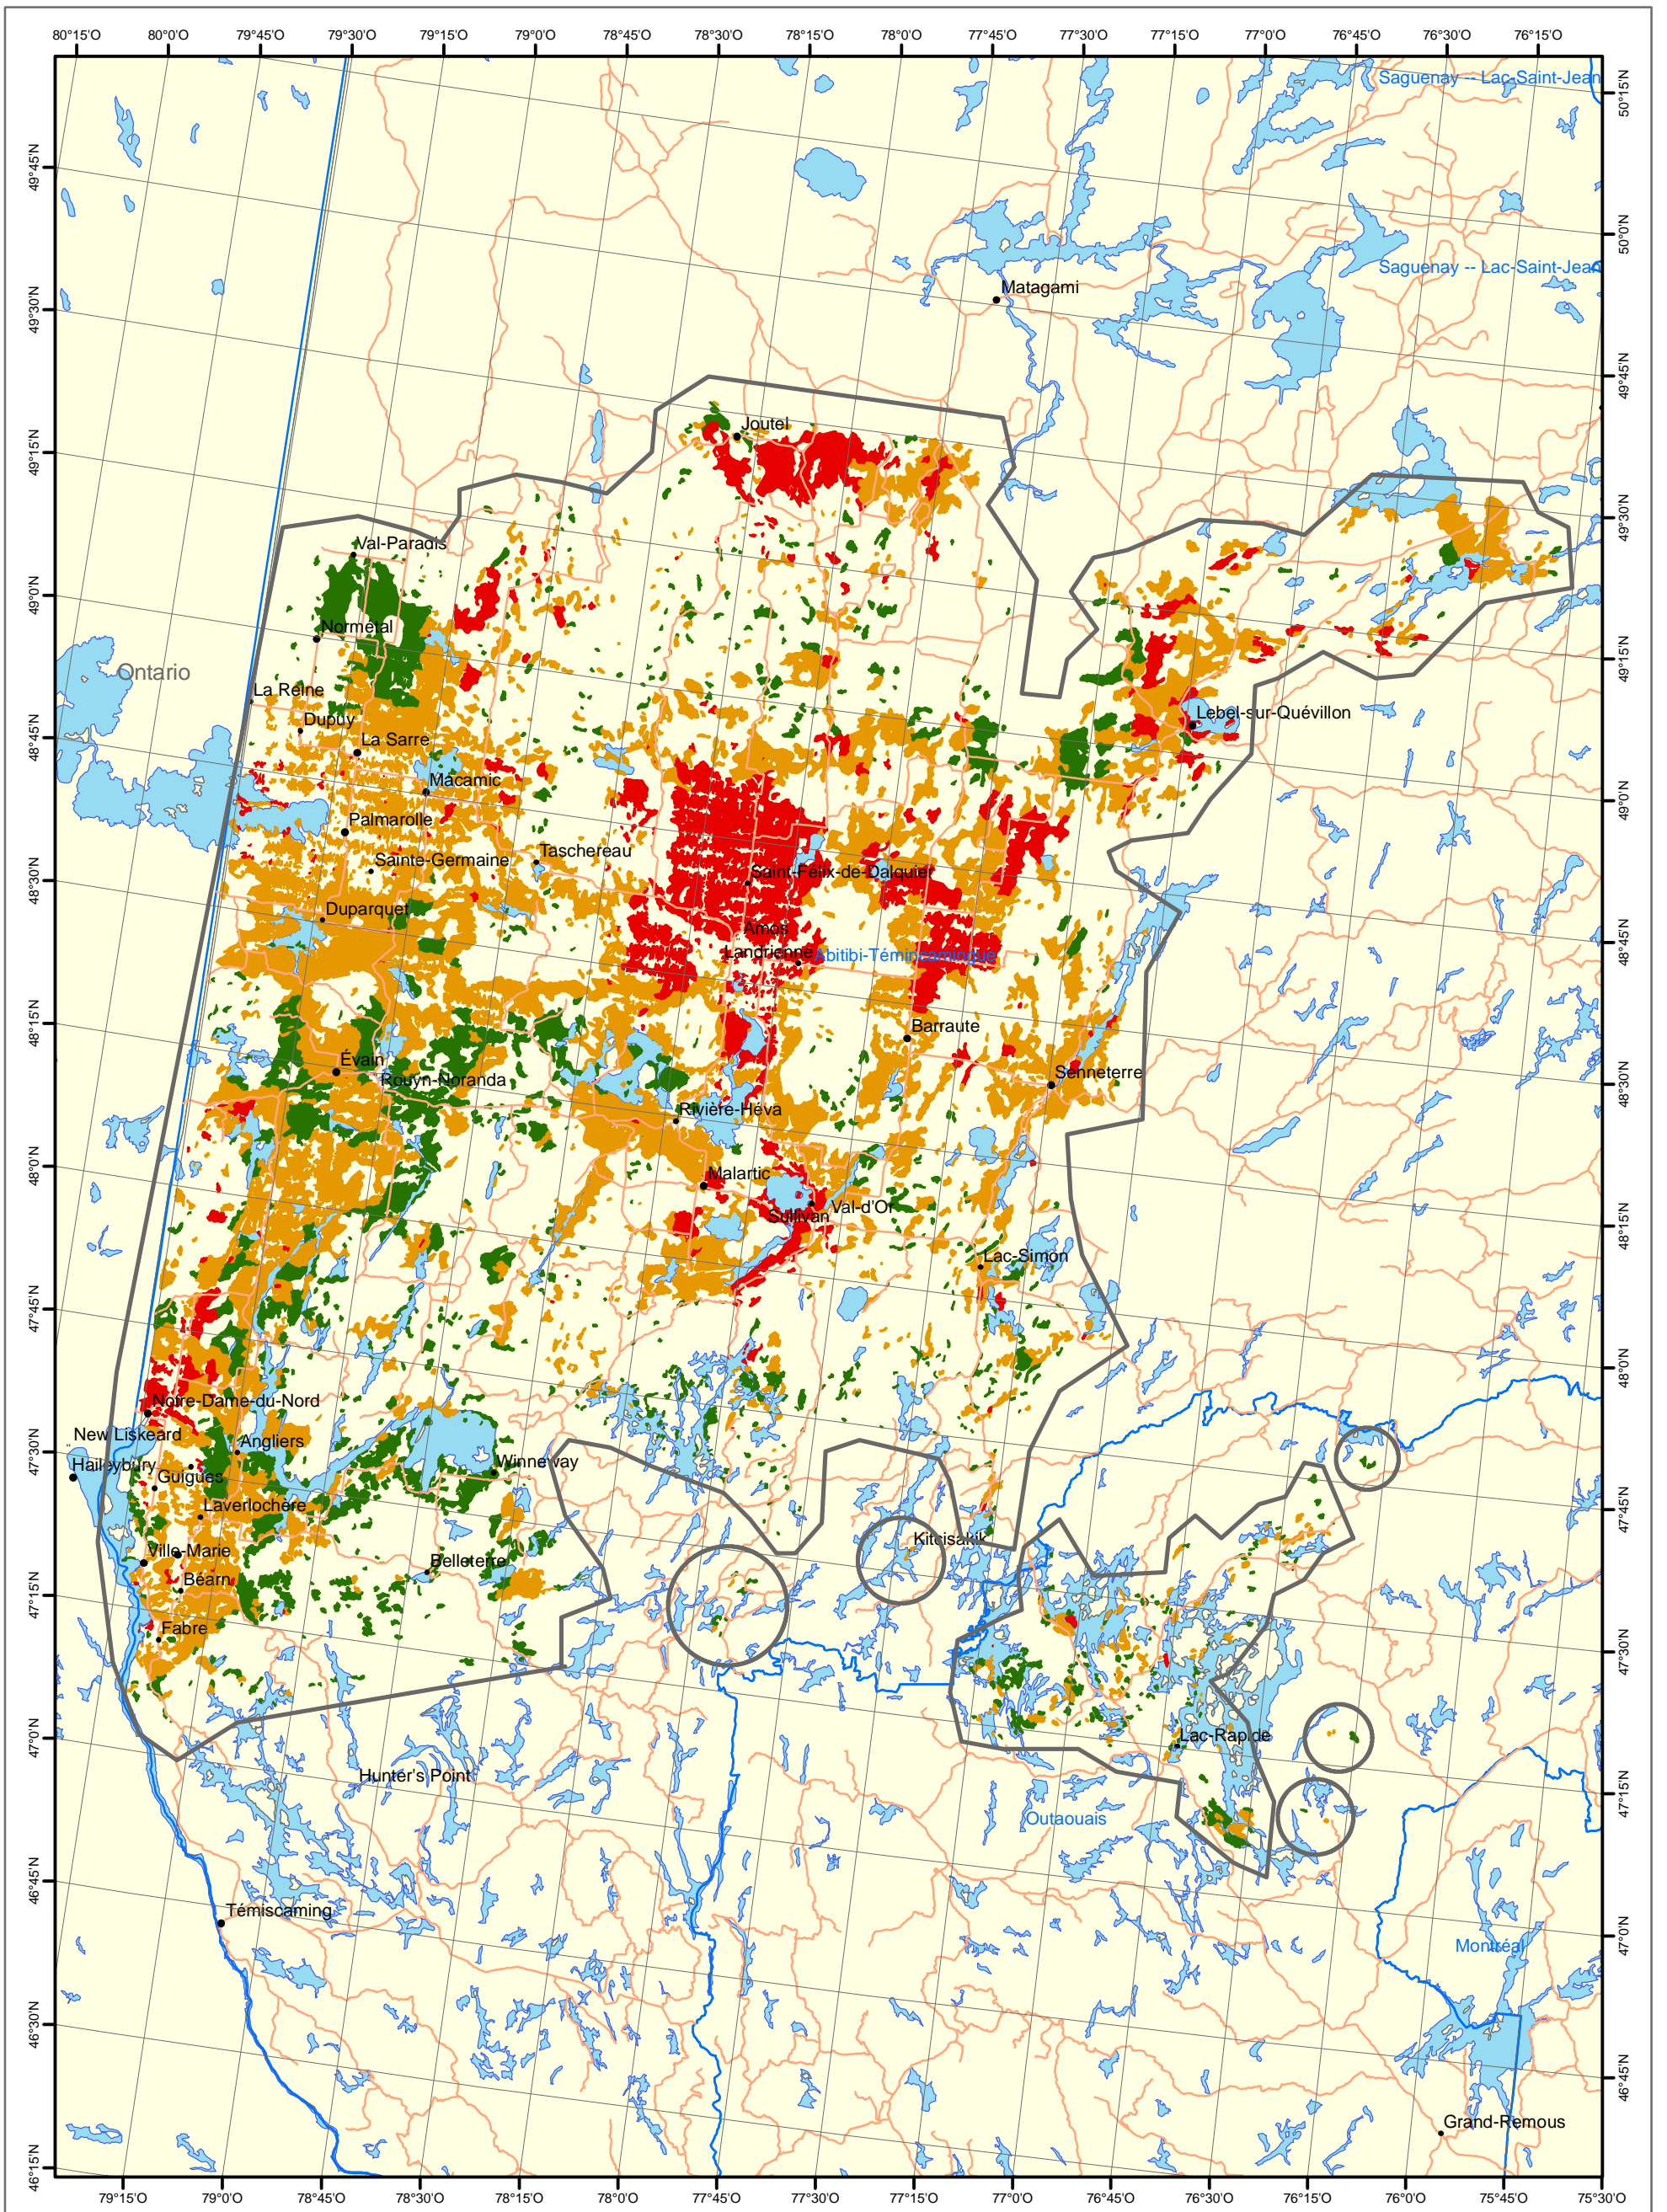 80°15'O 80°0'O 79°45'O 79°30'O 79°15'O 79°0'O 78°45'O 78°30'O 78°15'O 78°0'O 77°45'O 77°30'O 77°15'O 77°0'O 76°45'O 76°30'O 76°15'O
Saguenay -- Lac-Saint-Jean
50°15'N
49°45'N
50°0'N
Saguenay -- Lac-Saint-Jean
Matagami
49°30'N
49°45'N
Joutel
49°15'N
49°30'N
Val-Paradis
49°0'N
Normétal
49°15'N
Ontario
La Reine
Lebel-sur-Quévillon
Dupuy
48°45'N
La Sarre
Macamic
49°0'N
Palmarolle
Taschereau
Sainte-Germaine
48°30'N
Saint-Félix-de-Dalquier
Duparquet
Amos
48°45'N
Landrienne
Abitibi-Témiscamingue
48°15'N
Barraute
Évain
Senneterre
Rouyn-Noranda
48°30'N
Rivière-Héva
48°0'N
Malartic
Val-d'Or
Sullivan
48°15'N
Lac-Simon
47°45'N
48°0'N
Notre-Dame-du-Nord
New Liskeard
Angliers
47°30'N
Winneway
Haileybury
Guigues
Laverlochère
47°45'N
Kitcisakik
Ville-Marie
Belleterre
47°15'N
Béarn
Fabre
47°30'N
47°0'N
Lac-Rapide
Hunter's Point
47°15'N
Outaouais
46°45'N
Témiscaming
47°0'N
Montréal
46°30'N
46°45'N
Grand-Remous
46°15'N
79°15'O 79°0'O 78°45'O 78°30'O 78°15'O 78°0'O 77°45'O 77°30'O 77°15'O 77°0'O 76°45'O 76°30'O 76°15'O 76°0'O 75°45'O 75°30'O